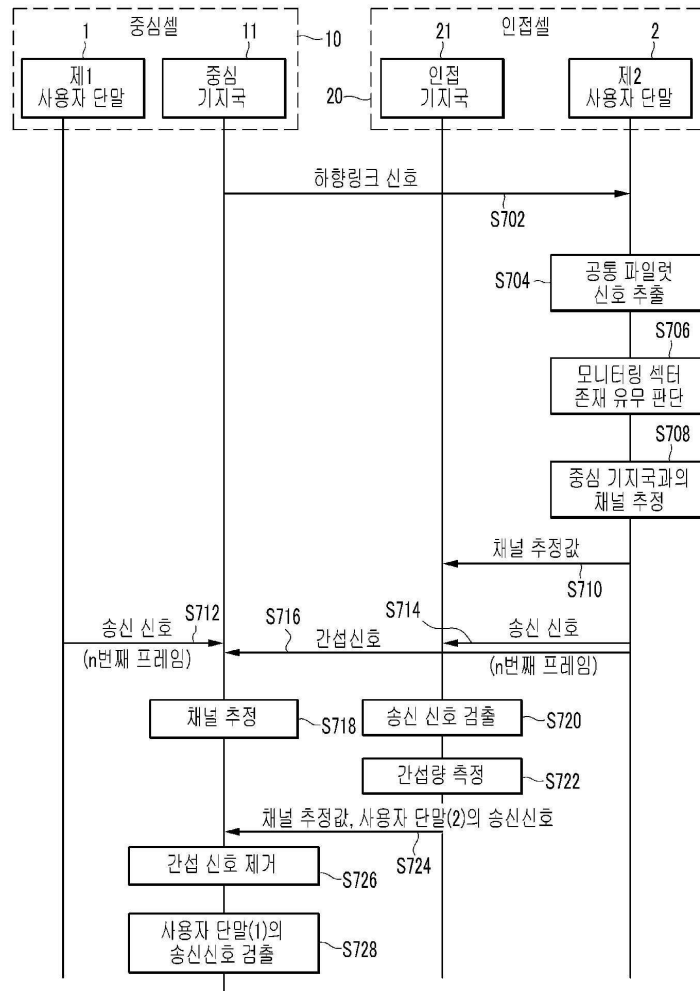 중심셀
인접셀
1
11
10
21
2
20
제1
사용자 단말
중심
기지국
인접
기지국
제2
사용자 단말
하향링크 신호
S702
S704
공통 파일럿
신호 추출
S706
모니터링 섹터
존재 유무 판단
S708
중심 기지국과의
채널 추정
채널 추정값
S710
송신 신호
S712
(n번째 프레임)
S716
간섭신호
S714
송신 신호
(n번째 프레임)
채널 추정
S718
송신 신호 검출
S720
간섭량 측정
S722
채널 추정값, 사용자 단말(2)의 송신신호
S724
간섭 신호 제거
S726
사용자 단말(1)의
송신신호 검출
S728